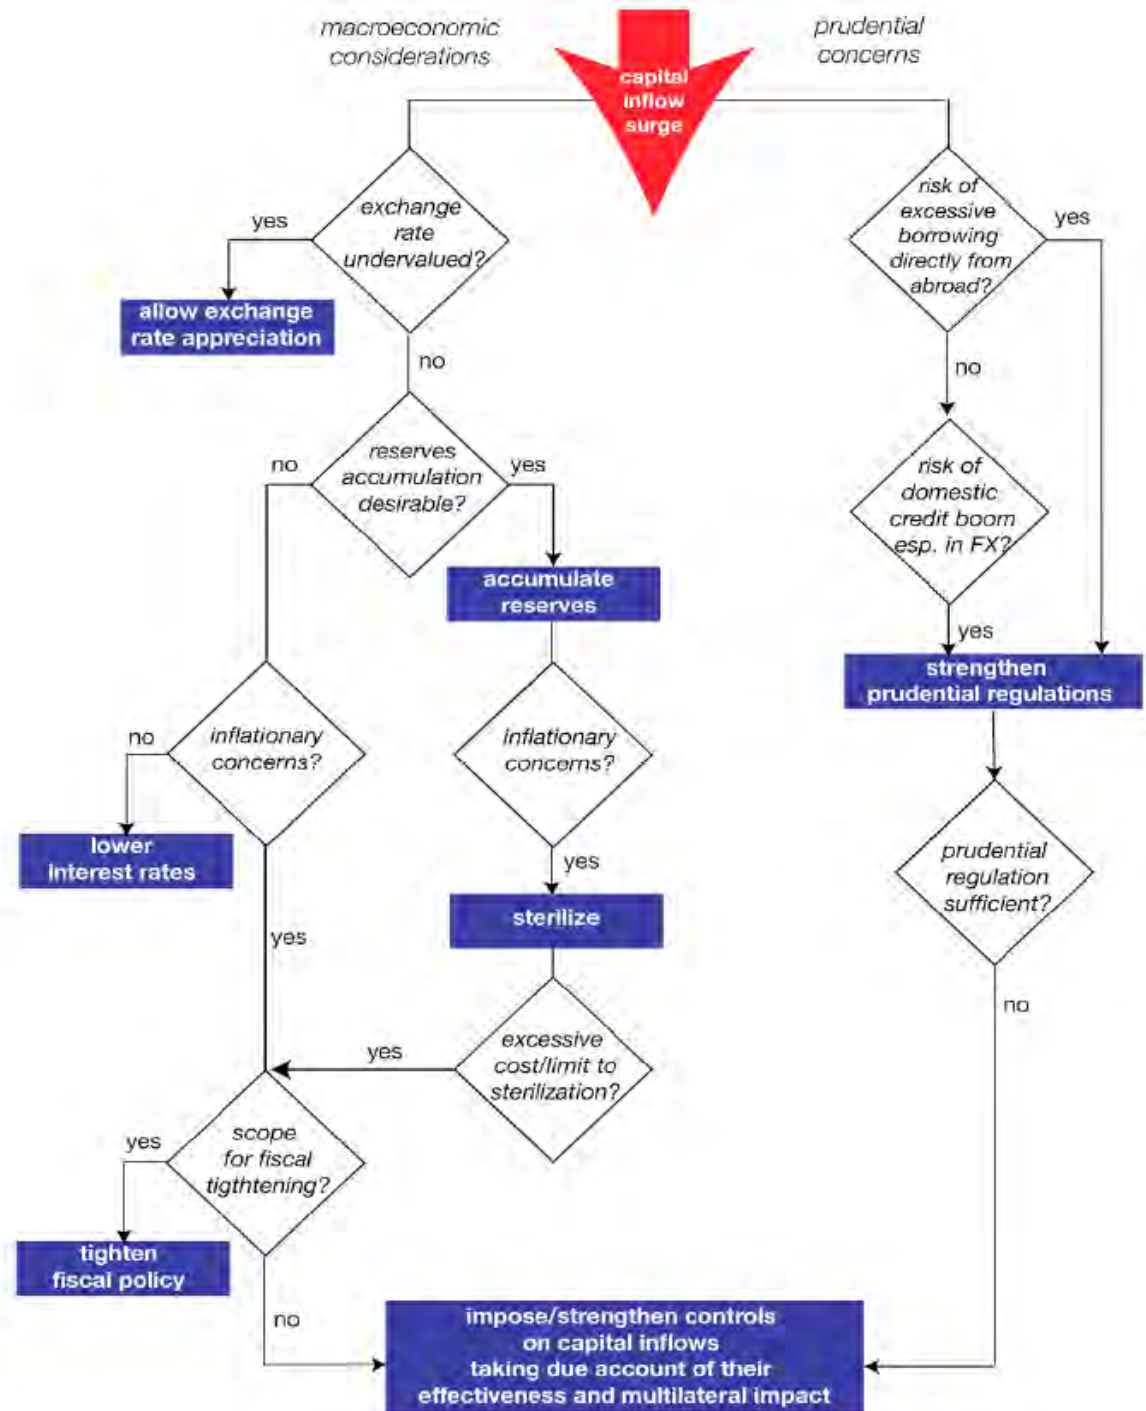 macroeconomic
considerations
prudential
concerns
capital
inflow
surge
exchange
rate
undervalued?
yes
allow exchange
rate appreciation
no
reserves
accumulation
desirable?
no
yes
accumulate
reserves
inflationary
concerns?
no
lower
interest rates
yes
inflationary
concerns?
yes
sterilize
excessive
cost/limit to
sterilization?
yes
scope
for fiscal
tigthtening?
yes
tighten
fiscal policy
no
risk of
excessive
borrowing
directly from
abroad?
yes
no
risk of
domestic
credit boom
esp. in FX?
yes
strengthen
prudential regulations
prudential
regulation
sufficient?
no
impose/strengthen controls
on capital inflows
taking due account of their
effectiveness and multilateral impact